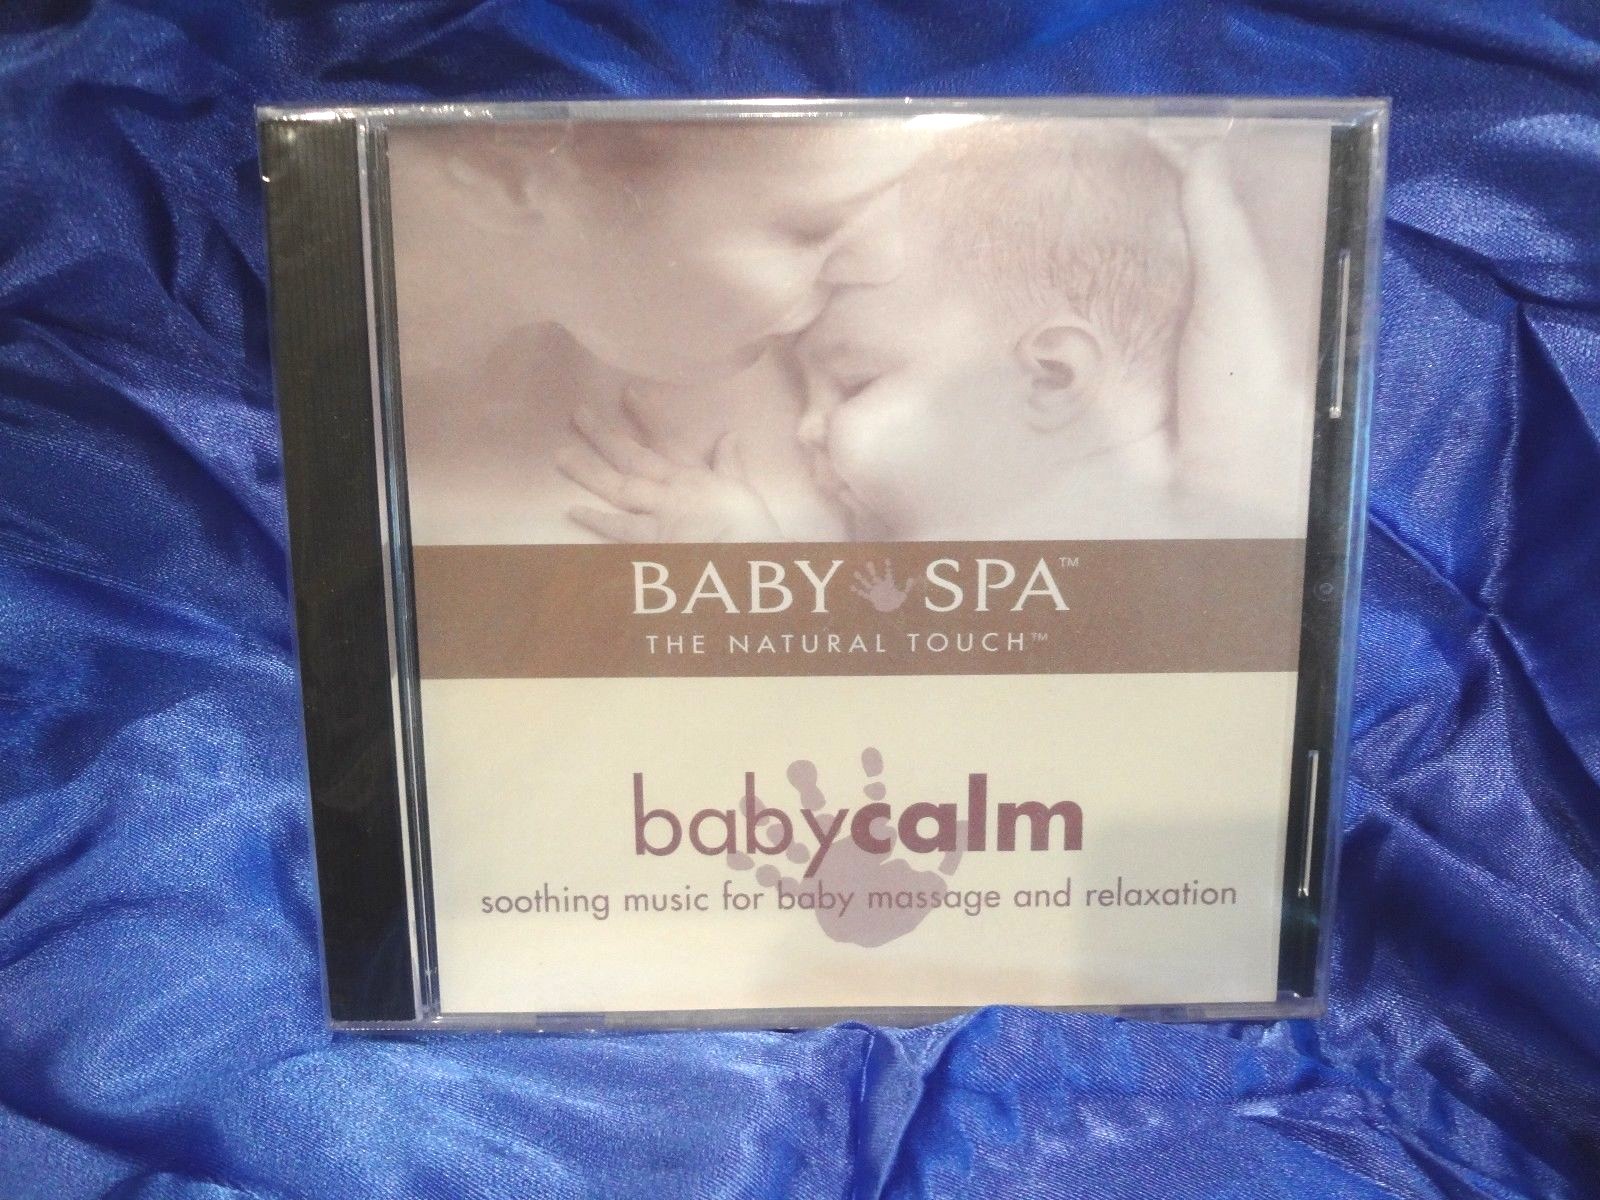 BABY SPA™
THE NATURAL TOUCH™
babycalm
soothing music for baby massage and relaxation